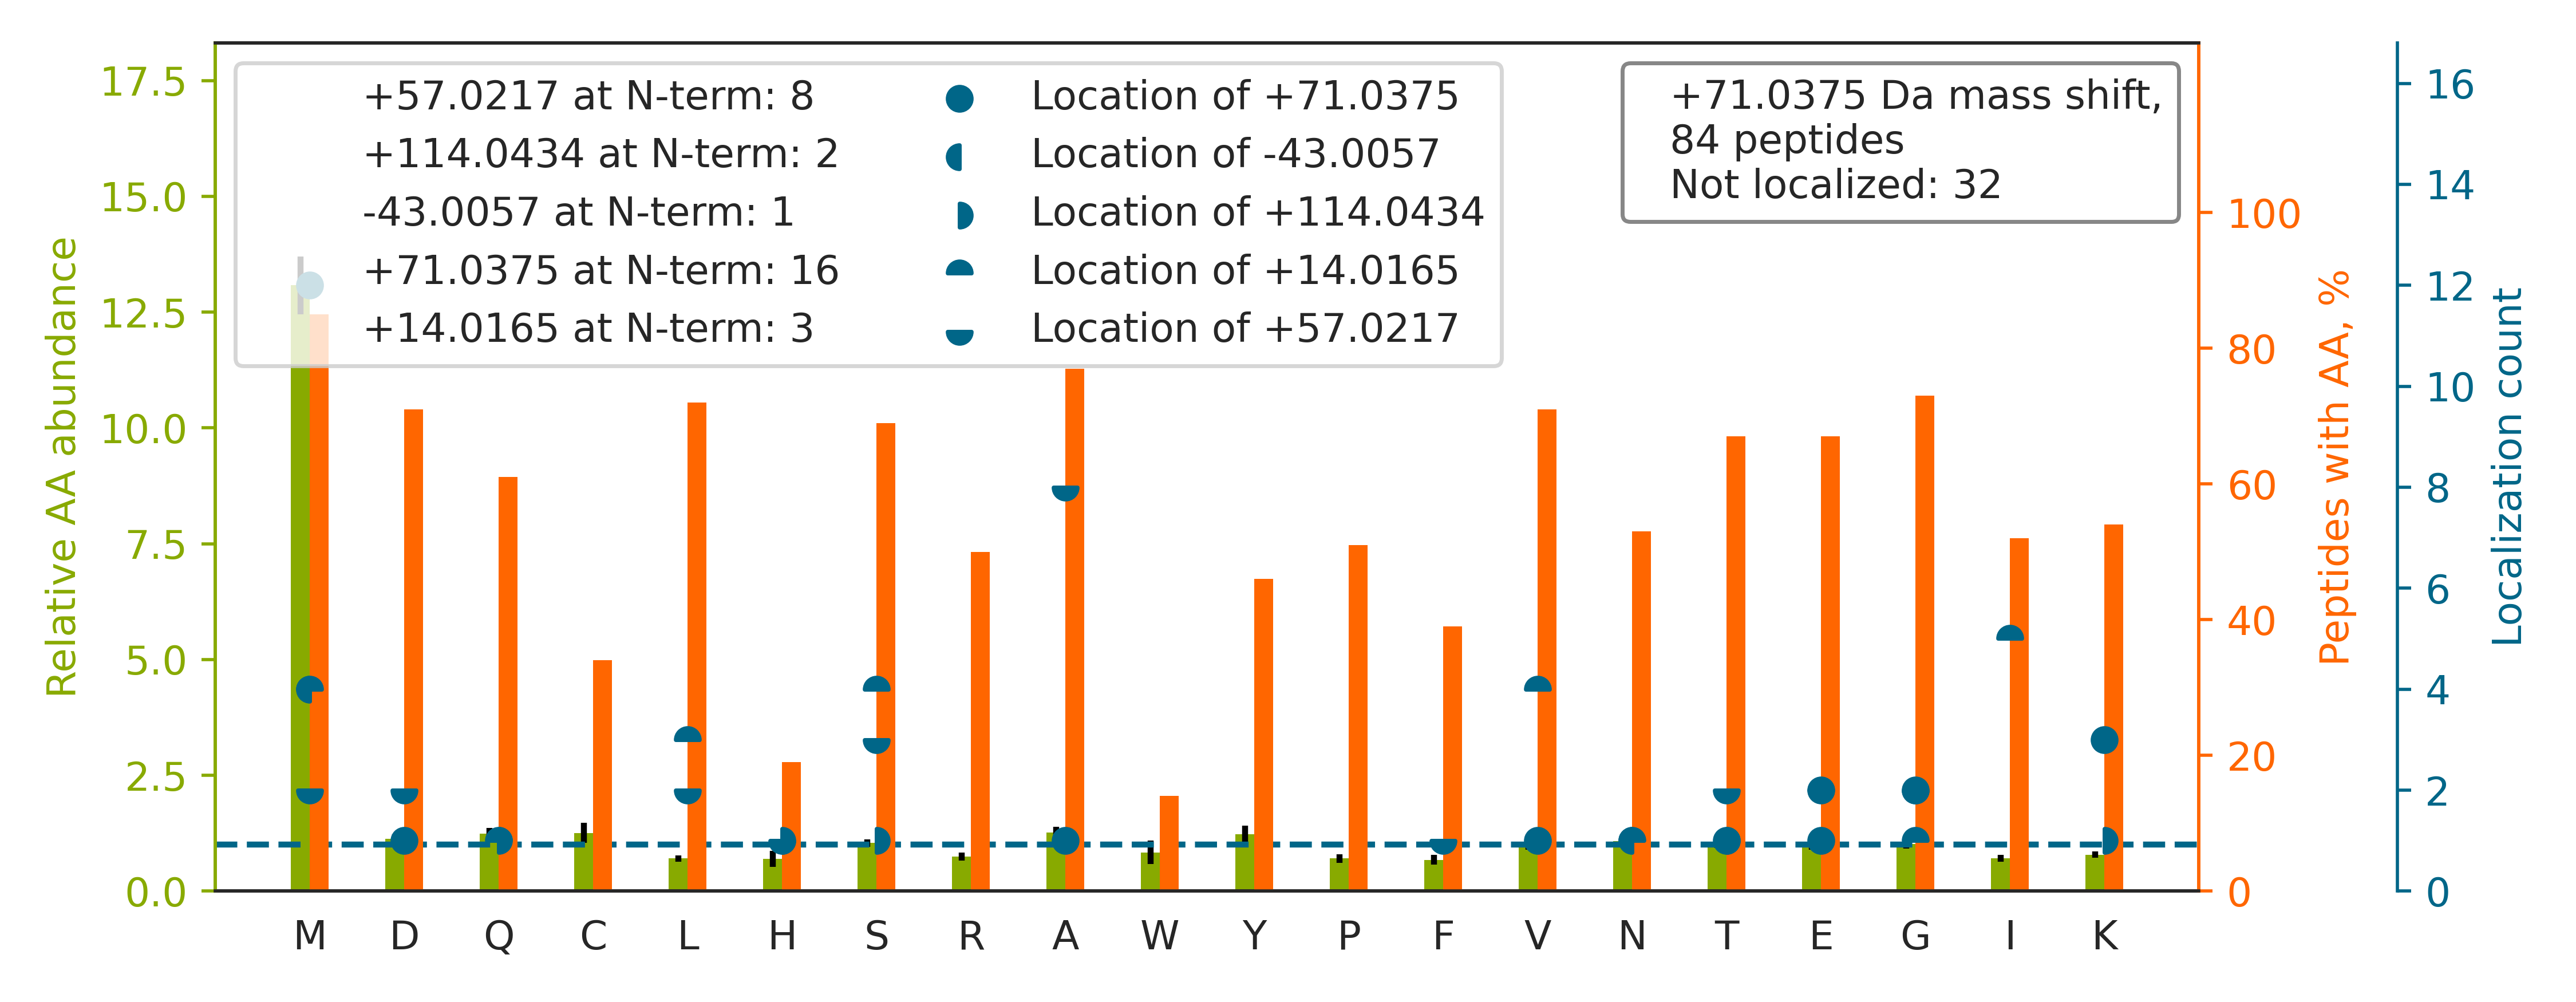 17.5
15.0
12.5
10.0
7.5
5.0
2.5
0.0
Relative AA abundance
+57.0217 at N-term: 8
+114.0434 at N-term: 2
-43.0057 at N-term: 1
+71.0375 at N-term: 16
+14.0165 at N-term: 3
Location of +71.0375
Location of -43.0057
Location of +114.0434
Location of +14.0165
Location of +57.0217
+71.0375 Da mass shift,
84 peptides
Not localized: 32
100
80
60
40
20
0
Peptides with AA, %
16
14
12
10
8
6
4
2
0
Localization count
M D Q C L H S R A W Y P F V N T E G I K